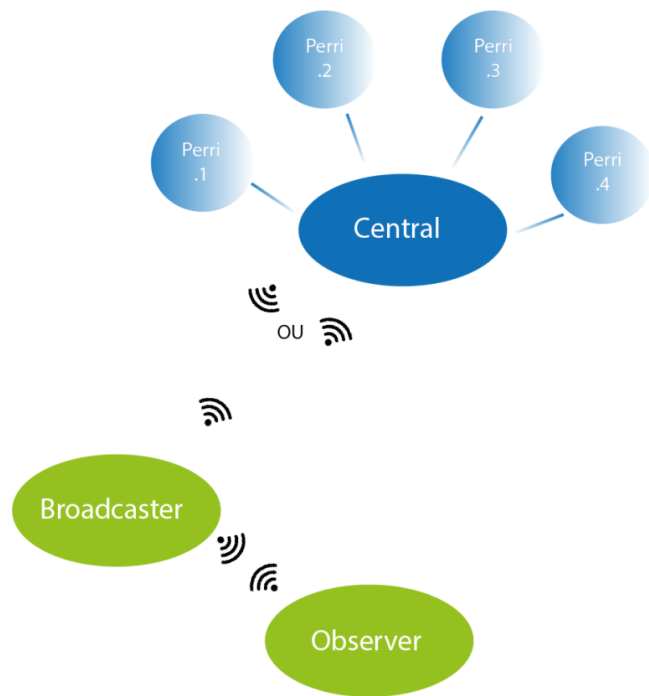 Perri
.2
Perri
.3
Perri
.1
Perri
.4
Central
OU
Broadcaster
Observer